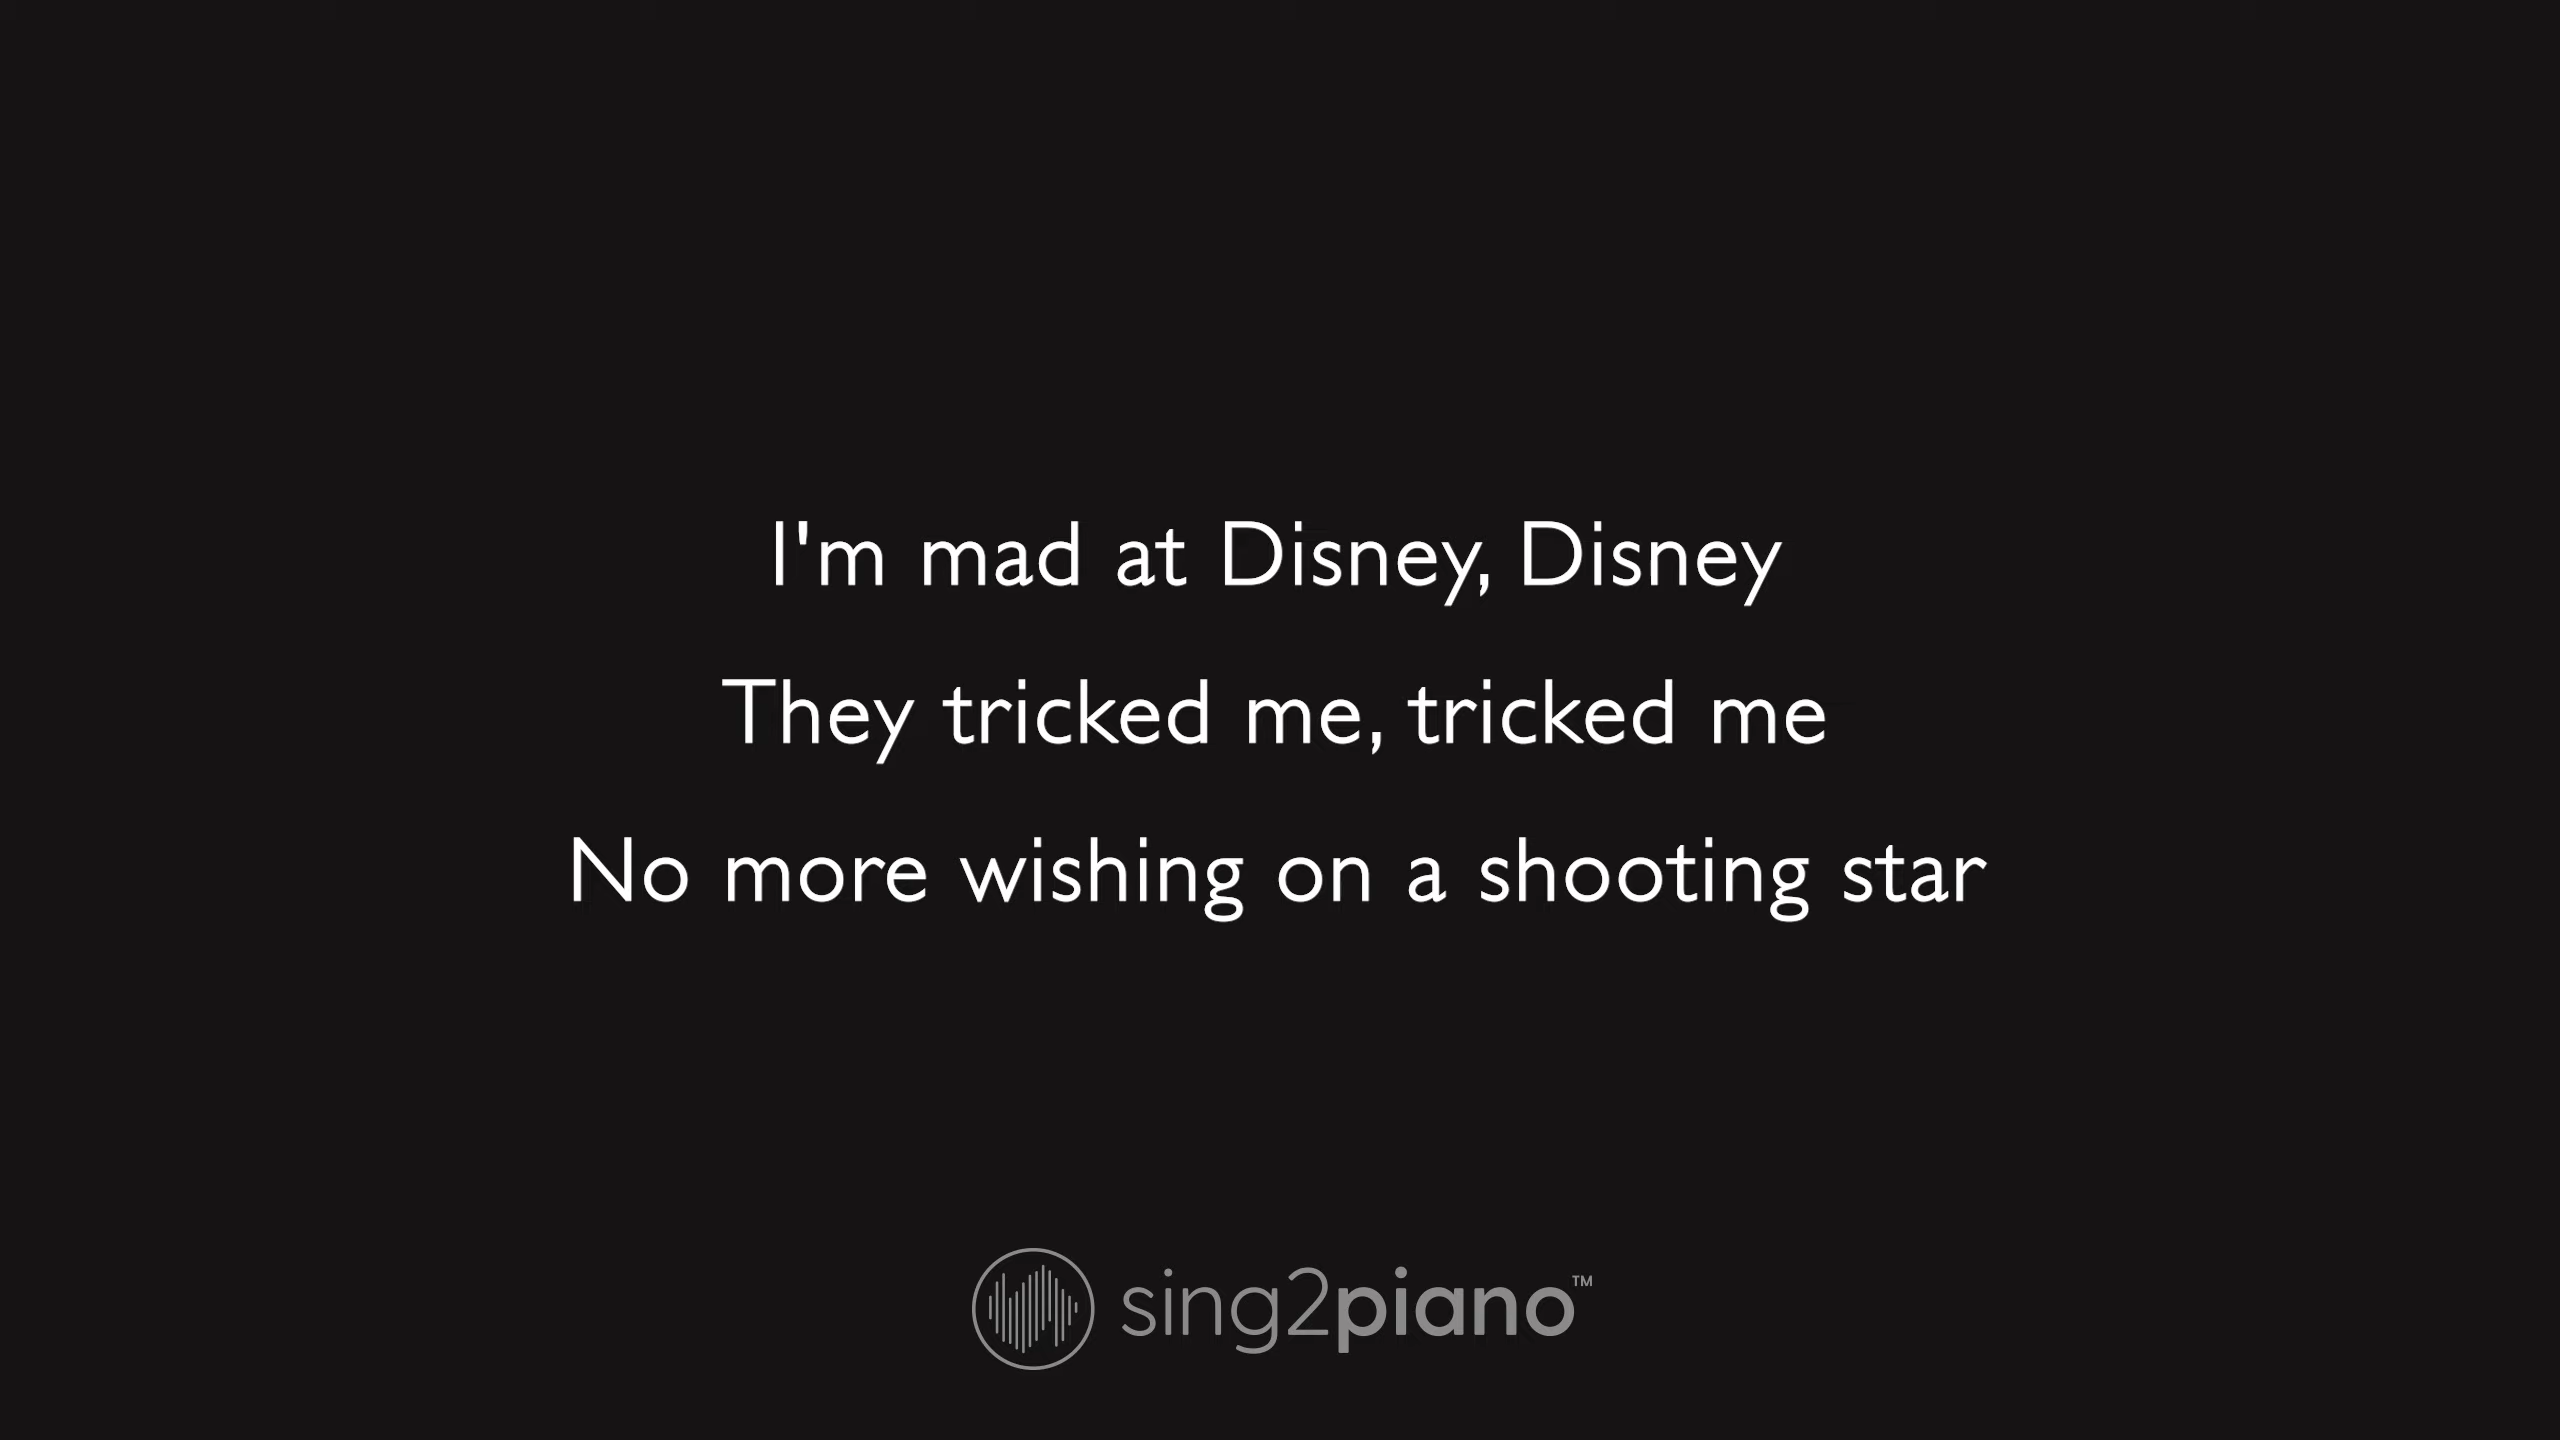 I'm mad at Disney, Disney
They tricked me, tricked me
No more wishing on a shooting star
sing2piano™